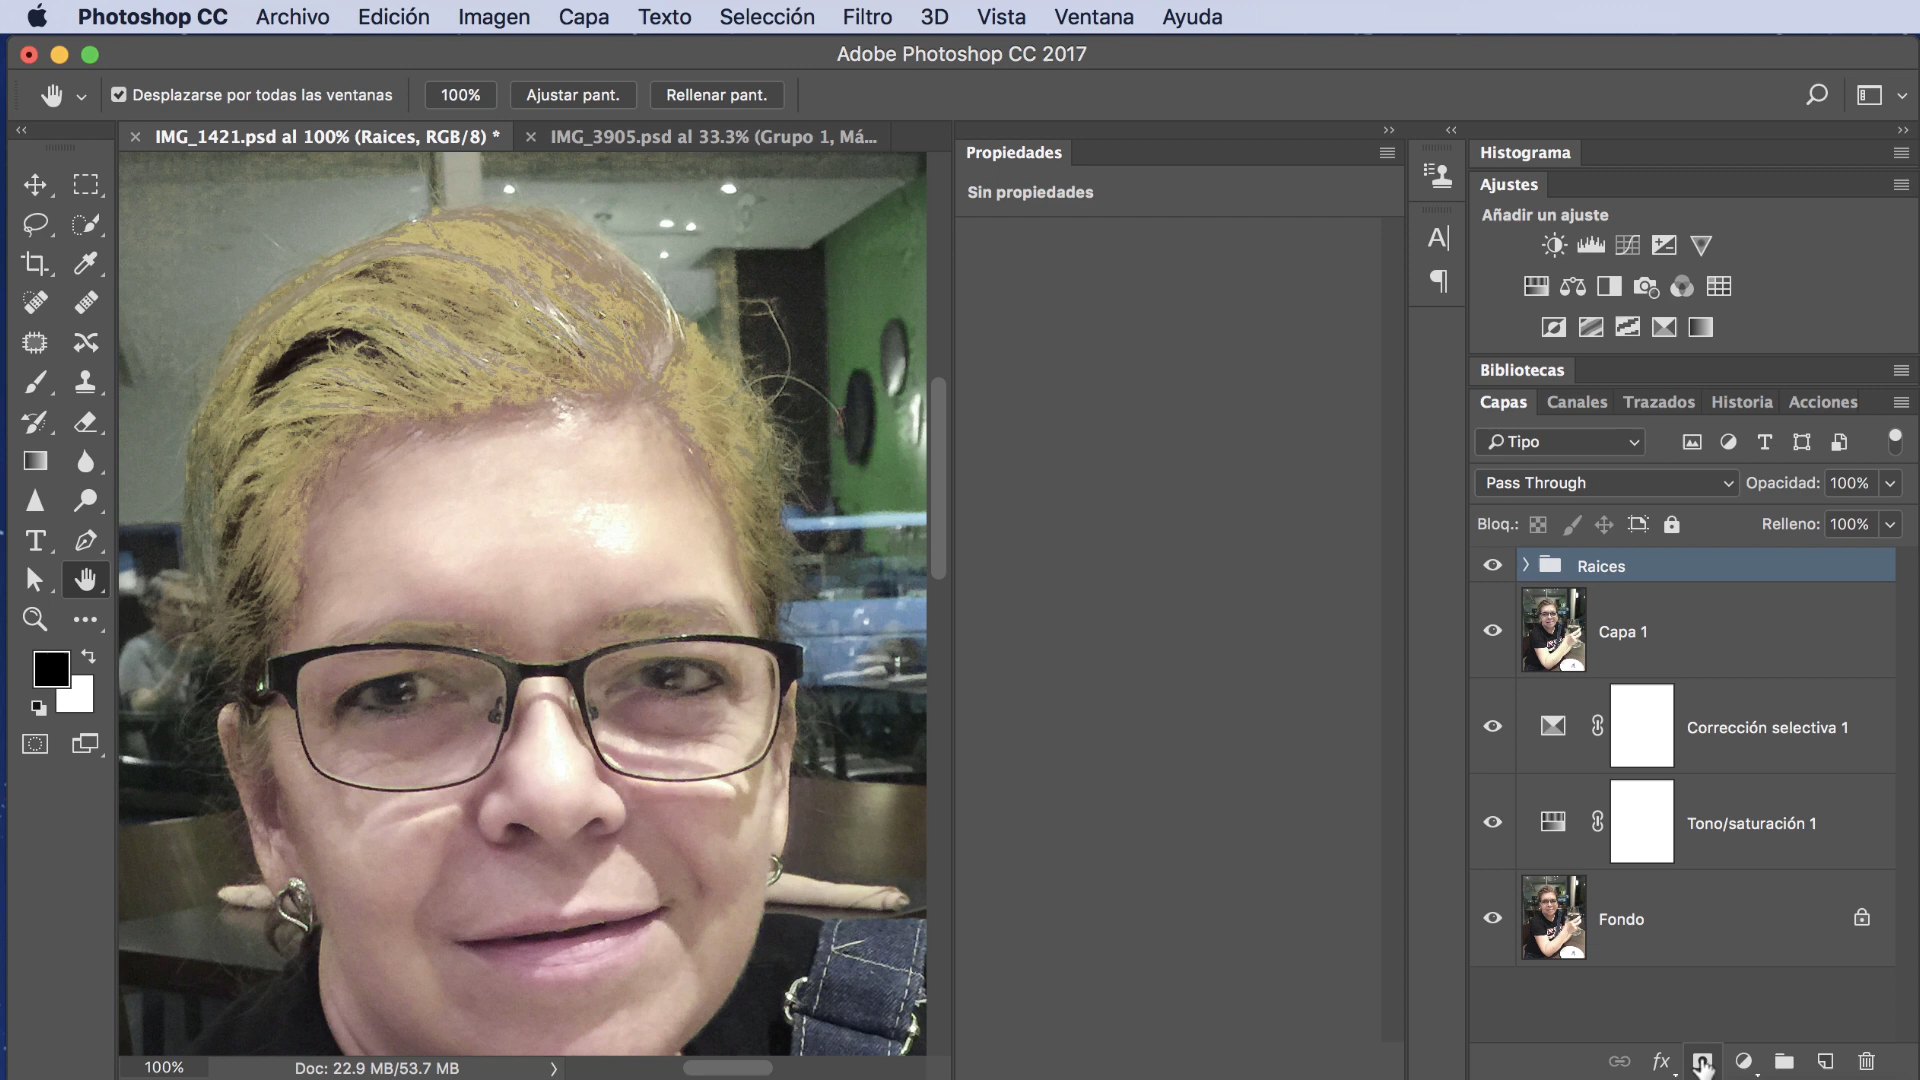 Photoshop CC Archivo Edición Imagen Capa Texto Selección Filtro 3D Vista Ventana Ayuda
Adobe Photoshop CC 2017
Desplazarse por todas las ventanas 100% Ajustar pant. Rellenar pant.
IMG_1421.psd al 100% (Raices, RGB/8) * IMG_3905.psd al 33.3% (Grupo 1, Má...
Propiedades
Sin propiedades
Histograma
Ajustes
Añadir un ajuste
Bibliotecas
Capas Canales Trazados Historia Acciones
Tipo
Pass Through Opacidad: 100%
Bloq.: Relleno: 100%
Raices
Capa 1
Corrección selectiva 1
Tono/saturación 1
Fondo
fx
100% Doc: 22.9 MB/53.7 MB